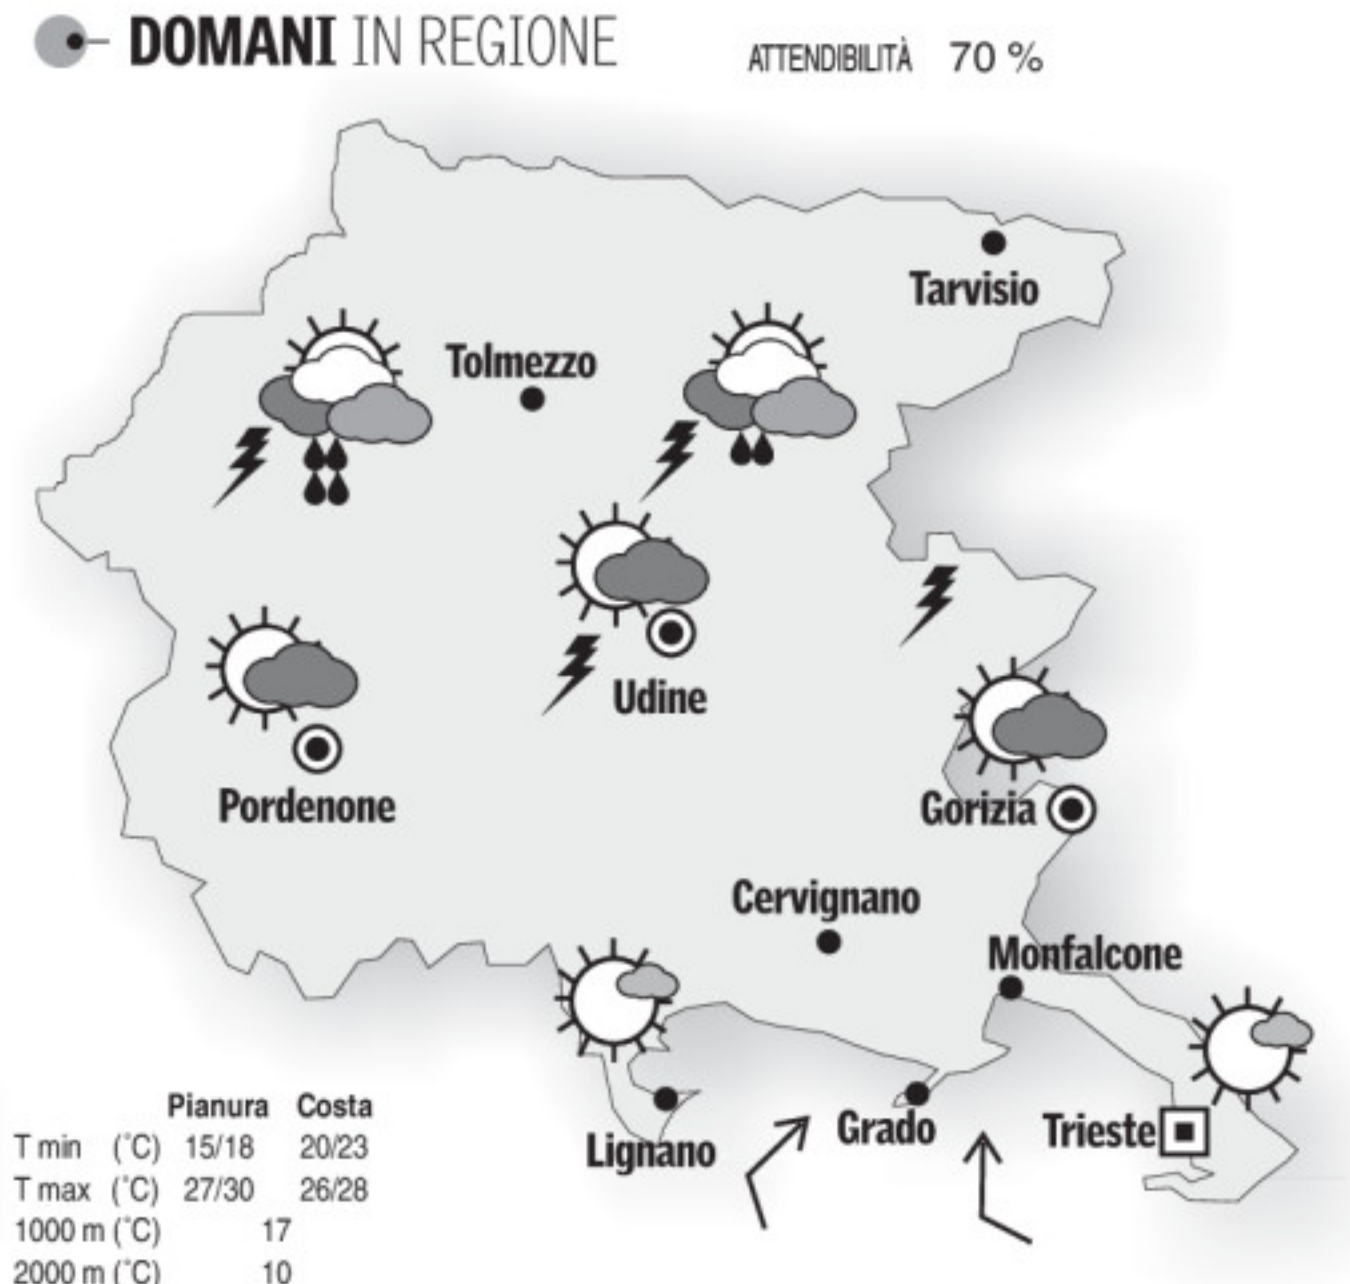 DOMANI IN REGIONE
ATTENDIBILITÀ 70 %
Tarvisio
Tolmezzo
Udine
Pordenone
Gorizia
Cervignano
Monfalcone
Grado
Trieste
Lignano
Pianura Costa
T min (°C) 15/18 20/23
T max (°C) 27/30 26/28
1000 m (°C) 17
2000 m (°C) 10